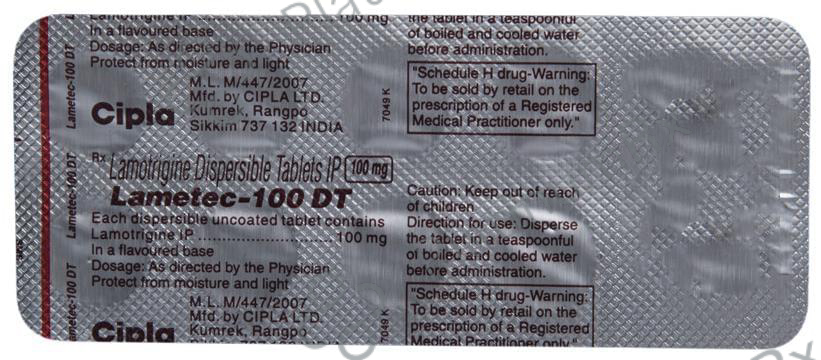 Lamotrigine IP ........................ 100 mg
In a flavoured base
Dosage: As directed by the Physician
Protect from moisture and light
Cipla
M.L. M/447/2007
Mfd. by CIPLA LTD.
Kumrek, Rangpo
Sikkim 737 132 INDIA
7049 K
the tablet in a teaspoonful
of boiled and cooled water
before administration.
"Schedule H drug-Warning:
To be sold by retail on the
prescription of a Registered
Medical Practitioner only."
Lametec-100 DT
Lametec-100 DT
Lametec-100 DT
Rx Lamotrigine Dispersible Tablets IP 100 mg
Lametec-100 DT
Each dispersible uncoated tablet contains
Lamotrigine IP ........................ 100 mg
In a flavoured base
Dosage: As directed by the Physician
Protect from moisture and light
Cipla
M.L. M/447/2007
Mfd. by CIPLA LTD.
Kumrek, Rangpo
7049 K
Caution: Keep out of reach
of children
Direction for use: Disperse
the tablet in a teaspoonful
of boiled and cooled water
before administration.
"Schedule H drug-Warning:
To be sold by retail on the
prescription of a Registered
Medical Practitioner only."